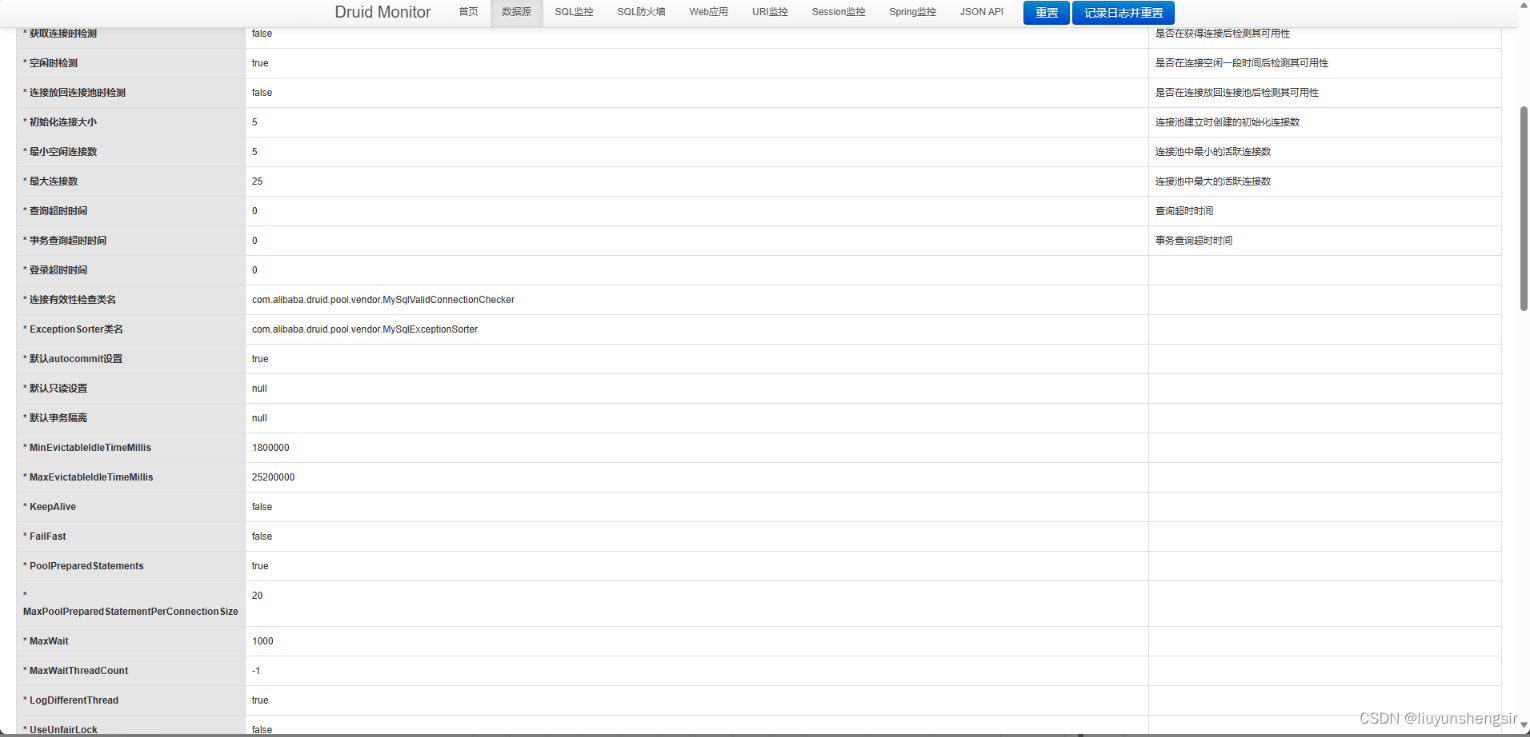 Druid Monitor 首页 数据源 SQL监控 SQL防火墙 Web应用 URI监控 Session监控 Spring监控 JSON API 重置 记录日志并重置
* 获取连接时检测 false 是否在获得连接后检测其可用性
* 空闲时检测 true 是否在连接空闲一段时间后检测其可用性
* 连接放回连接池时检测 false 是否在连接放回连接池后检测其可用性
* 初始化连接大小 5 连接池建立时创建的初始化连接数
* 最小空闲连接数 5 连接池中最小的活跃连接数
* 最大连接数 25 连接池中最大的活跃连接数
* 查询超时时间 0 查询超时时间
* 事务查询超时时间 0 事务查询超时时间
* 登录超时时间 0
* 连接有效性检查类名 com.alibaba.druid.pool.vendor.MySqlValidConnectionChecker
* ExceptionSorter类名 com.alibaba.druid.pool.vendor.MySqlExceptionSorter
* 默认autocommit设置 true
* 默认只读设置 null
* 默认事务隔离 null
* MinEvictableIdleTimeMillis 1800000
* MaxEvictableIdleTimeMillis 25200000
* KeepAlive false
* FailFast false
* PoolPreparedStatements true
* 20
MaxPoolPreparedStatementPerConnectionSize
* MaxWait 1000
* MaxWaitThreadCount -1
* LogDifferentThread true
* UseUnfairLock false
CSDN @liuyunshengsir